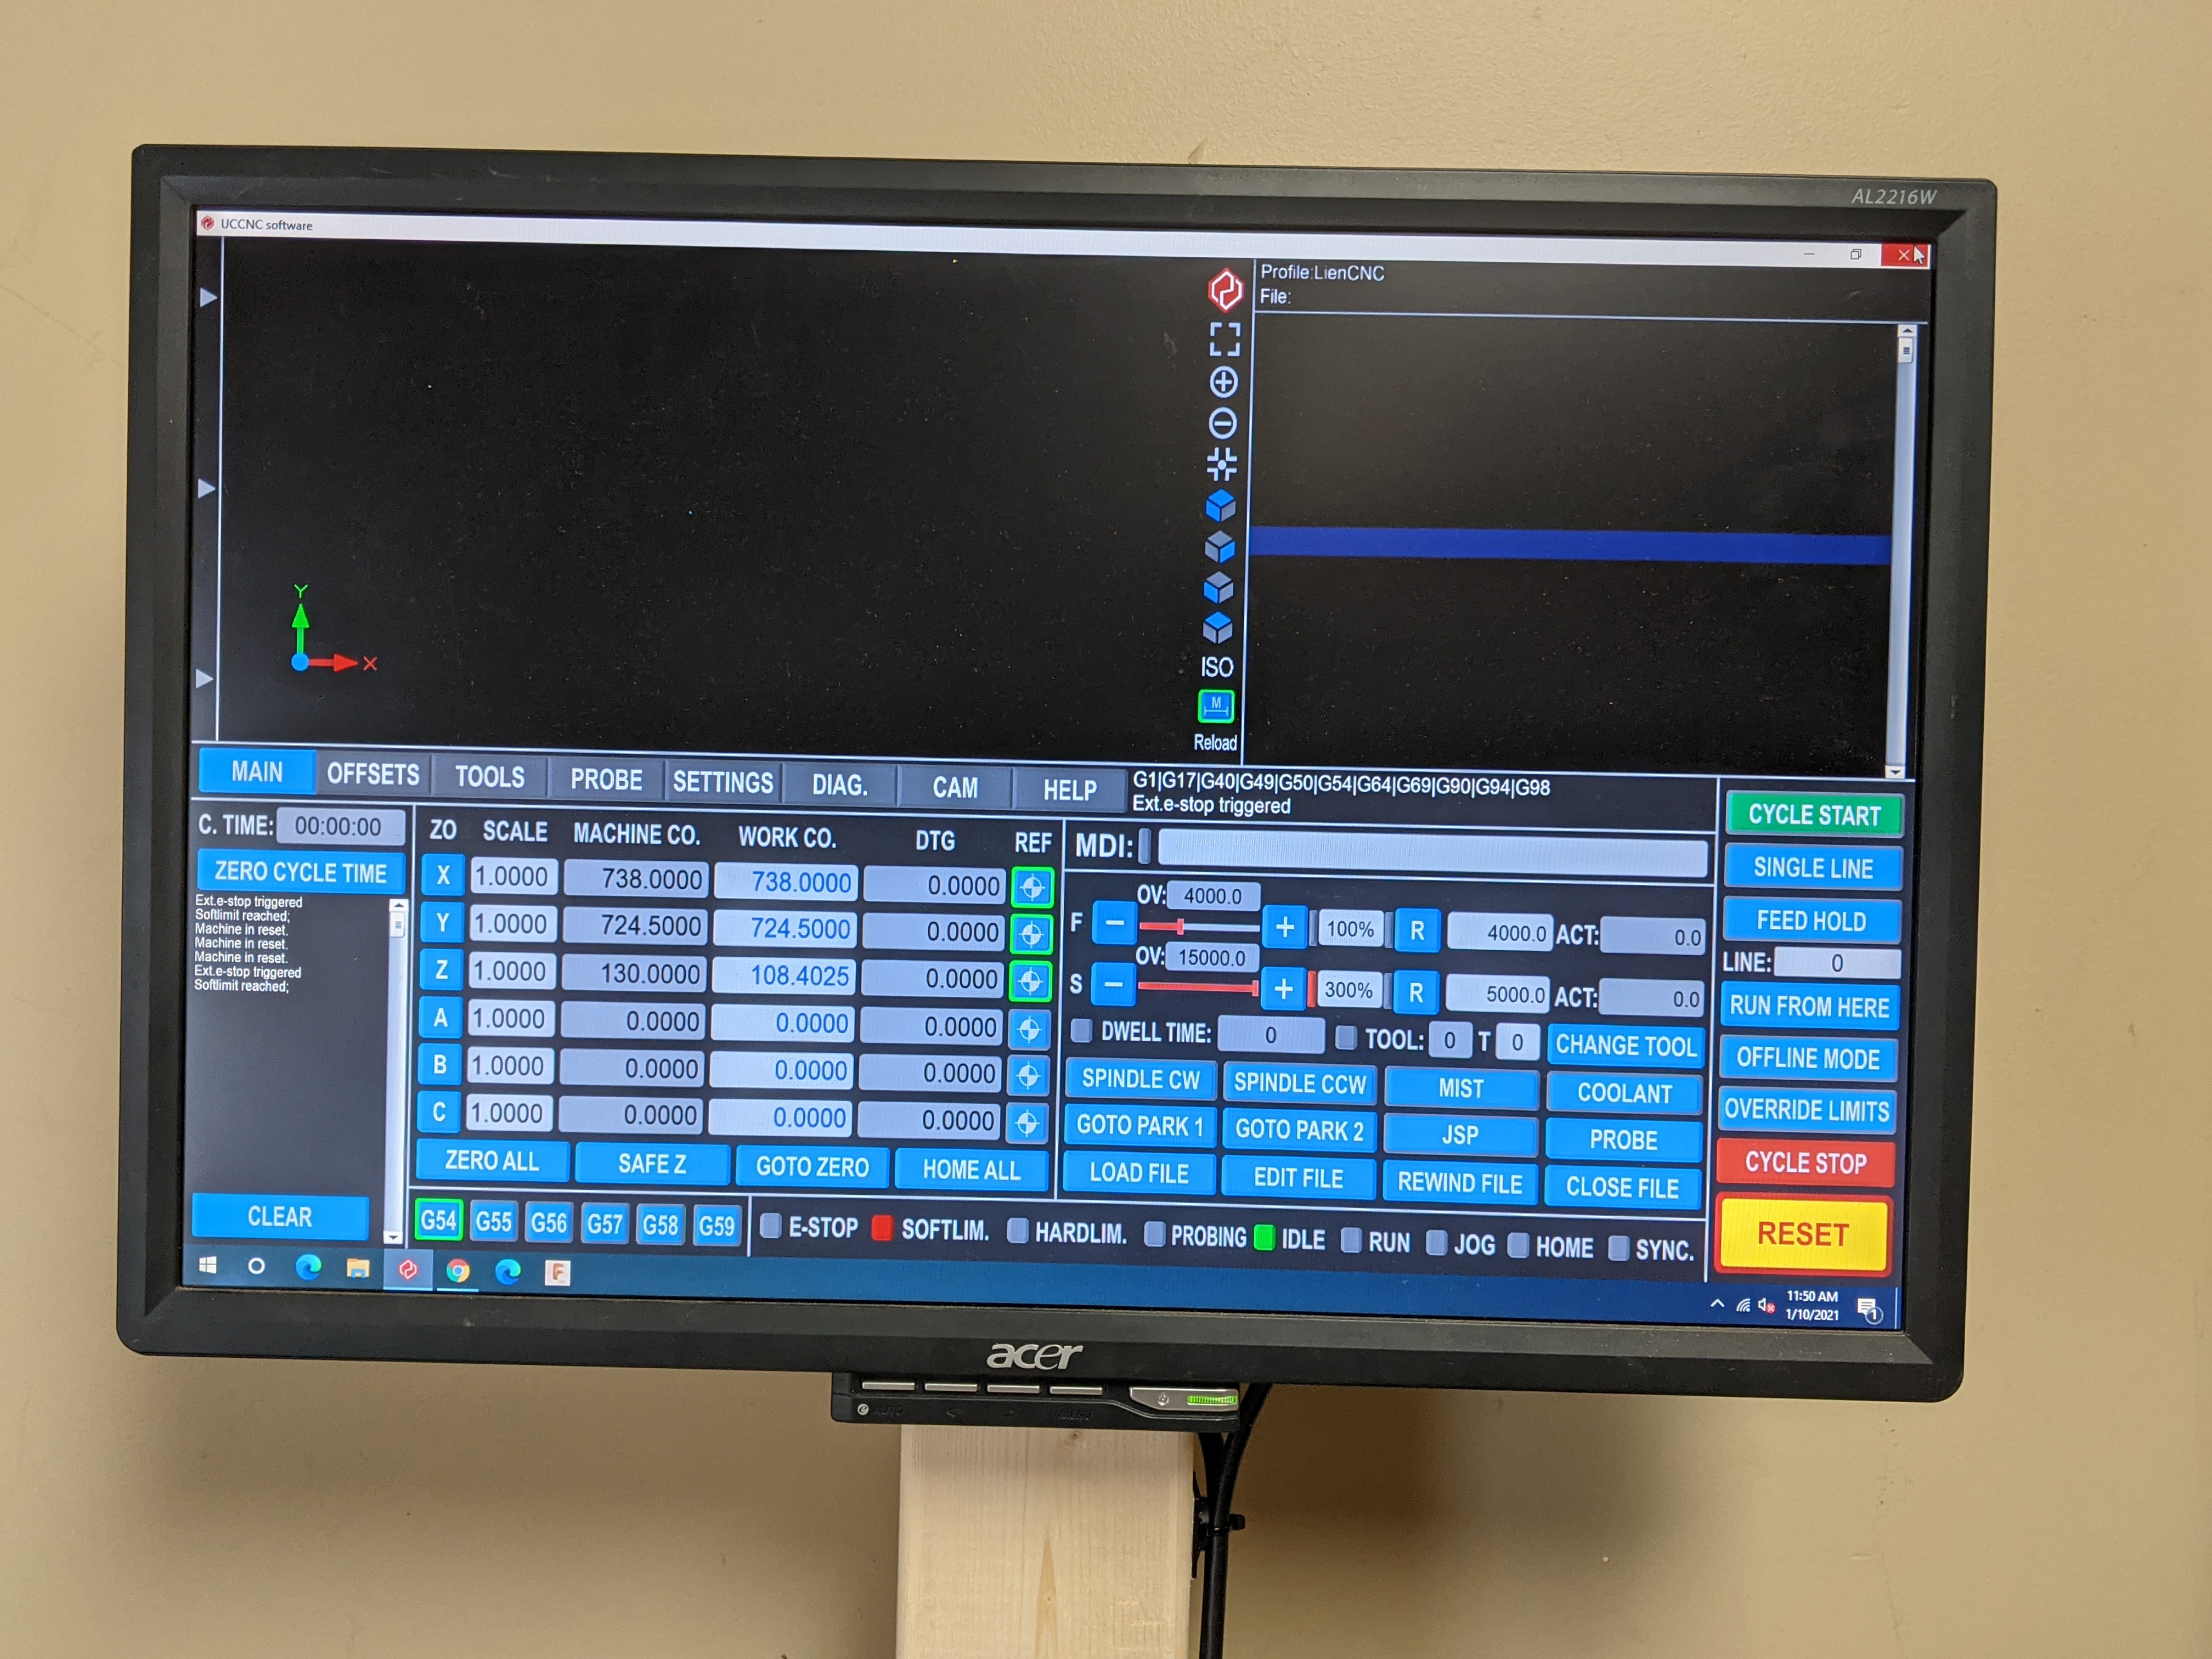 AL2216W
UCCNC software
Profile:LienCNC
File:
Y
X
ISO
M
Reload
MAIN OFFSETS TOOLS PROBE SETTINGS DIAG. CAM HELP
G1|G17|G40|G49|G50|G54|G64|G69|G90|G94|G98
Ext.e-stop triggered
C. TIME: 00:00:00
ZERO CYCLE TIME
Ext.e-stop triggered
Softlimit reached;
Machine in reset.
Machine in reset.
Machine in reset.
Ext.e-stop triggered
Softlimit reached;
CLEAR
ZO SCALE MACHINE CO. WORK CO. DTG REF
X 1.0000 738.0000 738.0000 0.0000
Y 1.0000 724.5000 724.5000 0.0000
Z 1.0000 130.0000 108.4025 0.0000
A 1.0000 0.0000 0.0000 0.0000
B 1.0000 0.0000 0.0000 0.0000
C 1.0000 0.0000 0.0000 0.0000
ZERO ALL SAFE Z GOTO ZERO HOME ALL
MDI:
OV: 4000.0
F − + 100% R 4000.0 ACT: 0.0
OV: 15000.0
S − + 300% R 5000.0 ACT: 0.0
DWELL TIME: 0 TOOL: 0 T 0 CHANGE TOOL
SPINDLE CW SPINDLE CCW MIST COOLANT
GOTO PARK 1 GOTO PARK 2 JSP PROBE
LOAD FILE EDIT FILE REWIND FILE CLOSE FILE
G54 G55 G56 G57 G58 G59
E-STOP SOFTLIM. HARDLIM. PROBING IDLE RUN JOG HOME SYNC.
CYCLE START
SINGLE LINE
FEED HOLD
LINE: 0
RUN FROM HERE
OFFLINE MODE
OVERRIDE LIMITS
CYCLE STOP
RESET
F
11:50 AM
1/10/2021
1
acer